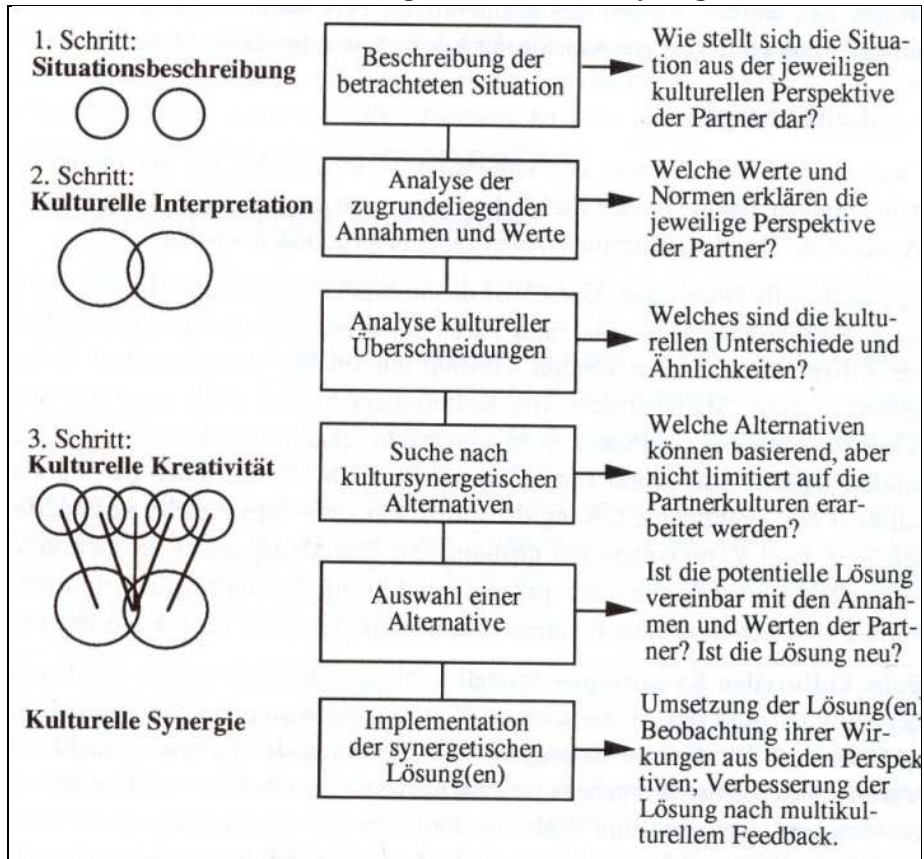 1. Schritt:
Situationsbeschreibung
Beschreibung der
betrachteten Situation
Wie stellt sich die Situa-
tion aus der jeweiligen
kulturellen Perspektive
der Partner dar?
2. Schritt:
Kulturelle Interpretation
Analyse der
zugrundeliegenden
Annahmen und Werte
Welche Werte und
Normen erklären die
jeweilige Perspektive
der Partner?
Analyse kultureller
Überschneidungen
Welches sind die kultu-
rellen Unterschiede und
Ähnlichkeiten?
3. Schritt:
Kulturelle Kreativität
Suche nach
kultursynergetischen
Alternativen
Welche Alternativen
können basierend, aber
nicht limitiert auf die
Partnerkulturen erar-
beitet werden?
Auswahl einer
Alternative
Ist die potentielle Lösung
vereinbar mit den Annah-
men und Werten der Part-
ner? Ist die Lösung neu?
Kulturelle Synergie
Implementation
der synergetischen
Lösung(en)
Umsetzung der Lösung(en)
Beobachtung ihrer Wir-
kungen aus beiden Perspek
tiven; Verbesserung der
Lösung nach multikul-
turellem Feedback.